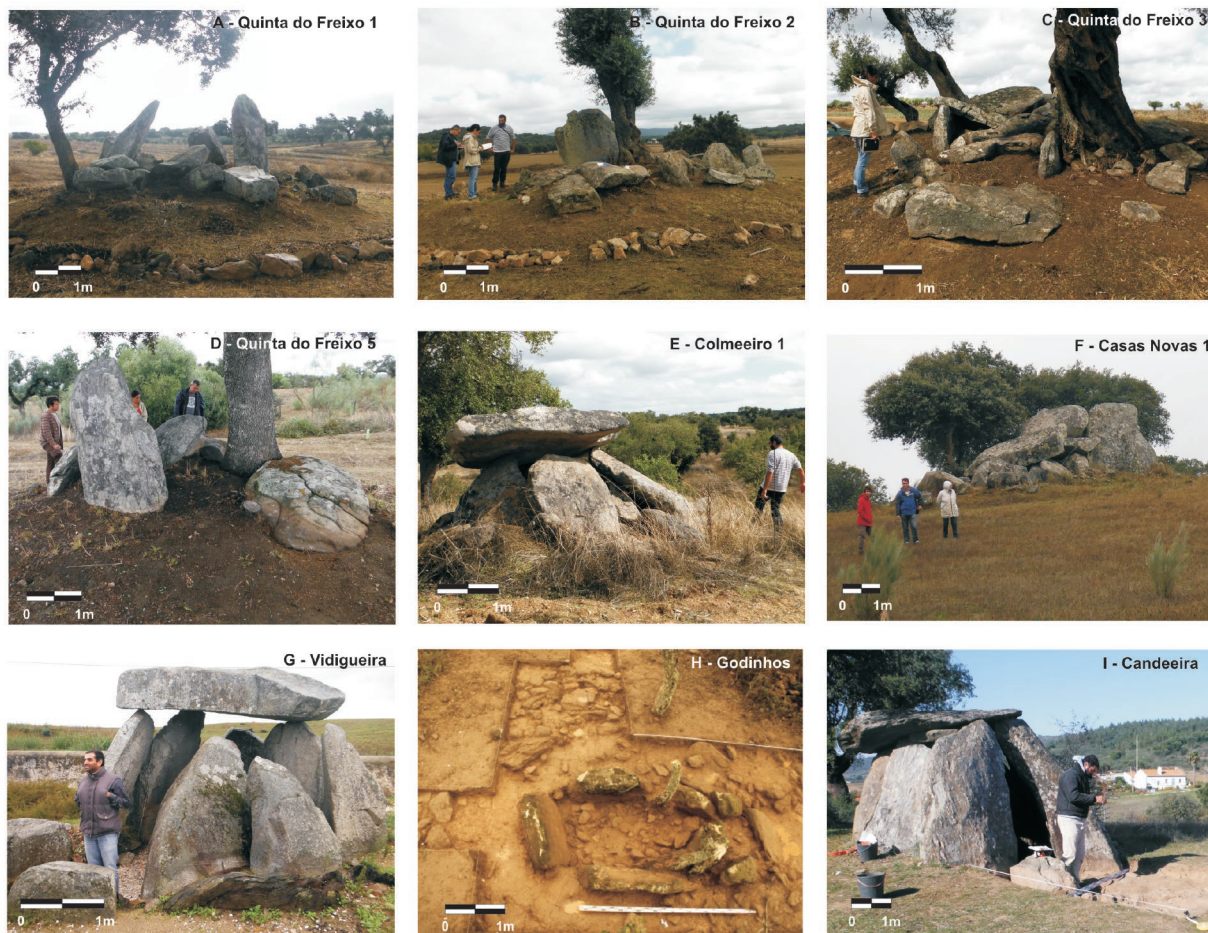 A - Quinta do Freixo 1
0 1m
B - Quinta do Freixo 2
0 1m
C - Quinta do Freixo 3
0 1m
D - Quinta do Freixo 5
0 1m
E - Colmeeiro 1
0 1m
F - Casas Novas 1
0 1m
G - Vidigueira
0 1m
H - Godinhos
0 1m
I - Candeeira
0 1m